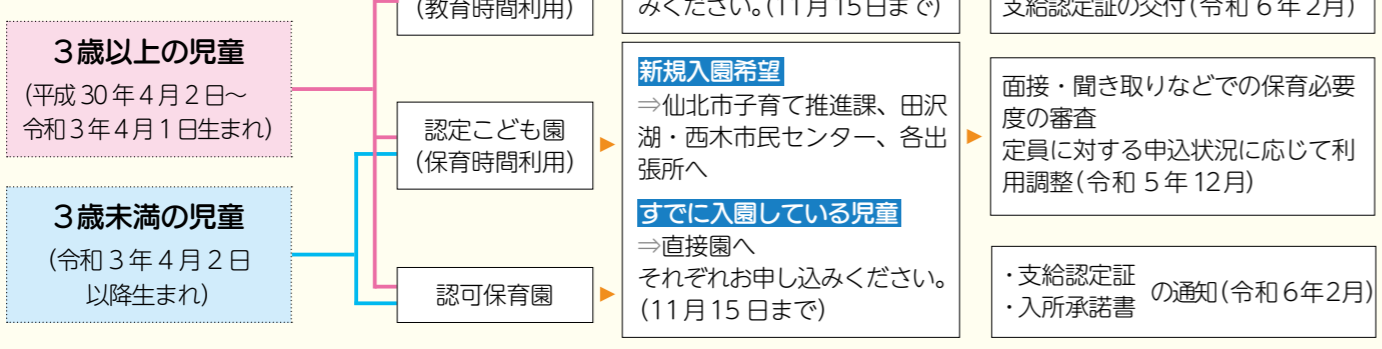 (教育時間利用)
みください。(11月15日まで)
支給認定証の交付(令和6年2月)
３歳以上の児童
(平成30年4月2日～
令和3年4月1日生まれ)
認定こども園
(保育時間利用)
新規入園希望
⇒仙北市子育て推進課、田沢
湖・西木市民センター、各出
張所へ
すでに入園している児童
⇒直接園へ
それぞれお申し込みください。
(11月15日まで)
面接・聞き取りなどでの保育必要
度の審査
定員に対する申込状況に応じて利
用調整(令和5年12月)
３歳未満の児童
(令和3年4月2日
以降生まれ)
認可保育園
・支給認定証
・入所承諾書
の通知(令和6年2月)